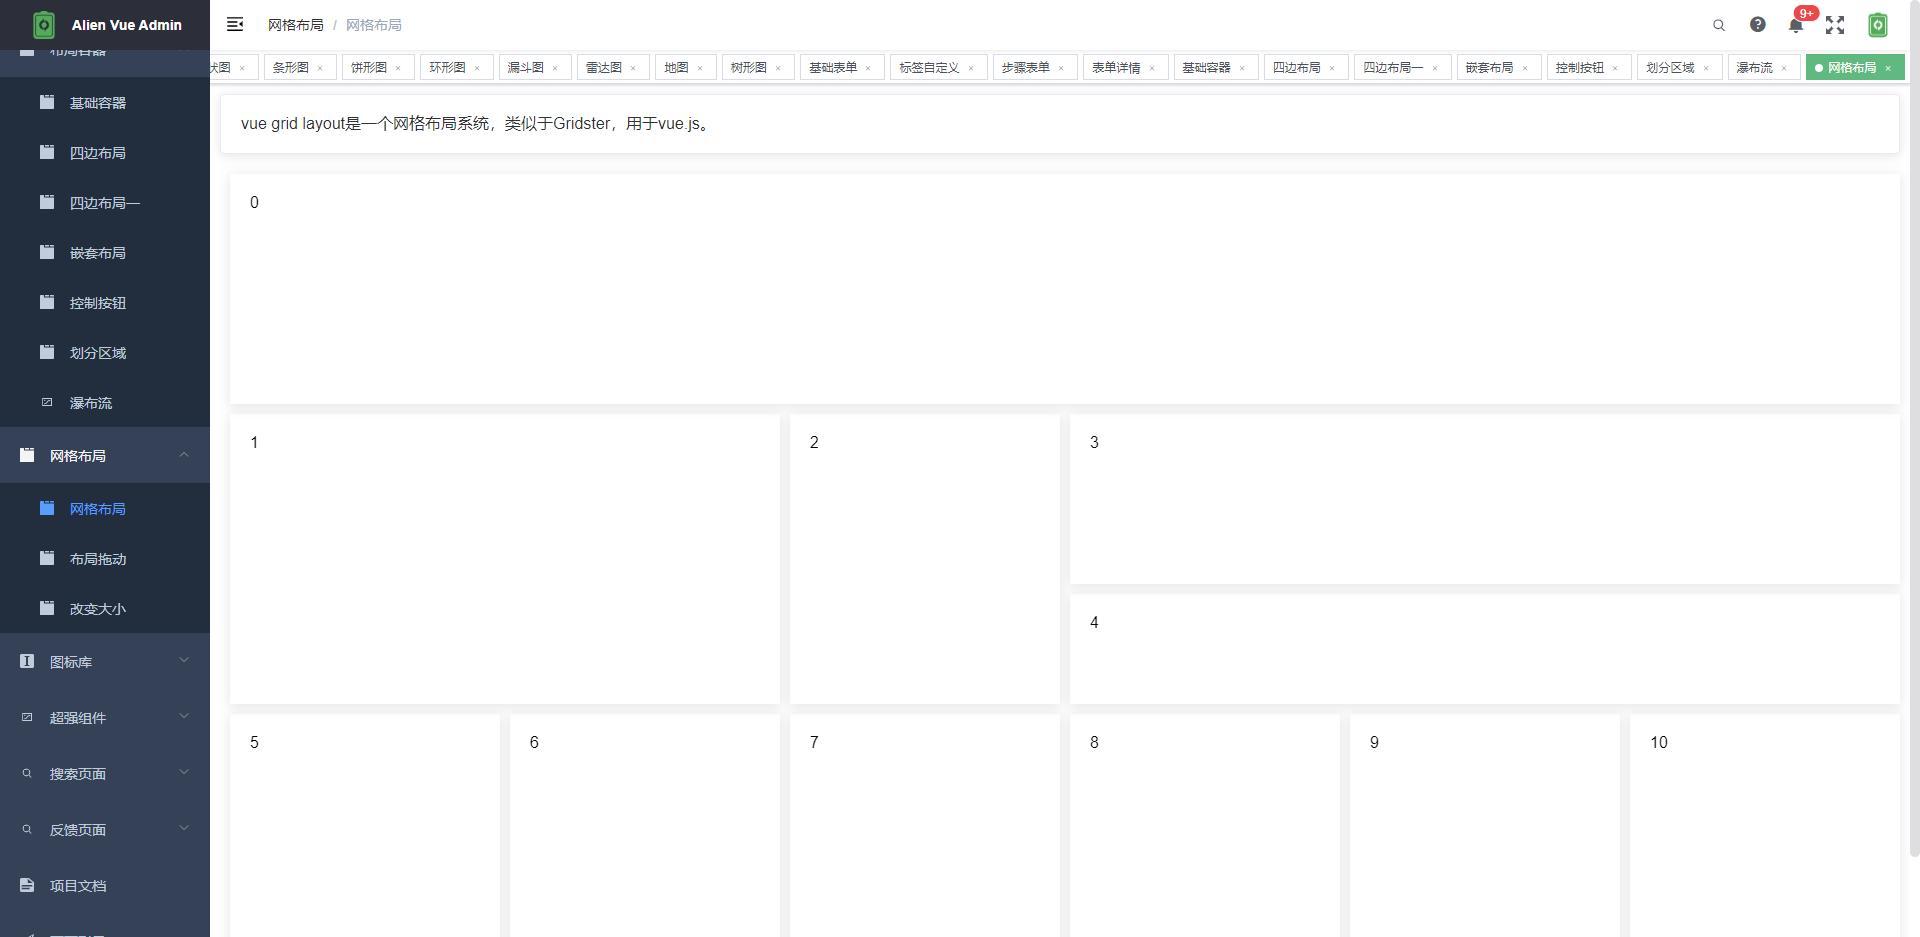 Alien Vue Admin
布局容器
基础容器
四边布局
四边布局一
嵌套布局
控制按钮
划分区域
瀑布流
网格布局
网格布局
布局拖动
改变大小
图标库
超强组件
搜索页面
反馈页面
项目文档
网格布局 / 网格布局
9+
状图 × 条形图 × 饼形图 × 环形图 × 漏斗图 × 雷达图 × 地图 × 树形图 × 基础表单 × 标签自定义 × 步骤表单 × 表单详情 × 基础容器 × 四边布局 × 四边布局一 × 嵌套布局 × 控制按钮 × 划分区域 × 瀑布流 × 网格布局 ×
vue grid layout是一个网格布局系统，类似于Gridster，用于vue.js。
0
1
2
3
4
5
6
7
8
9
10